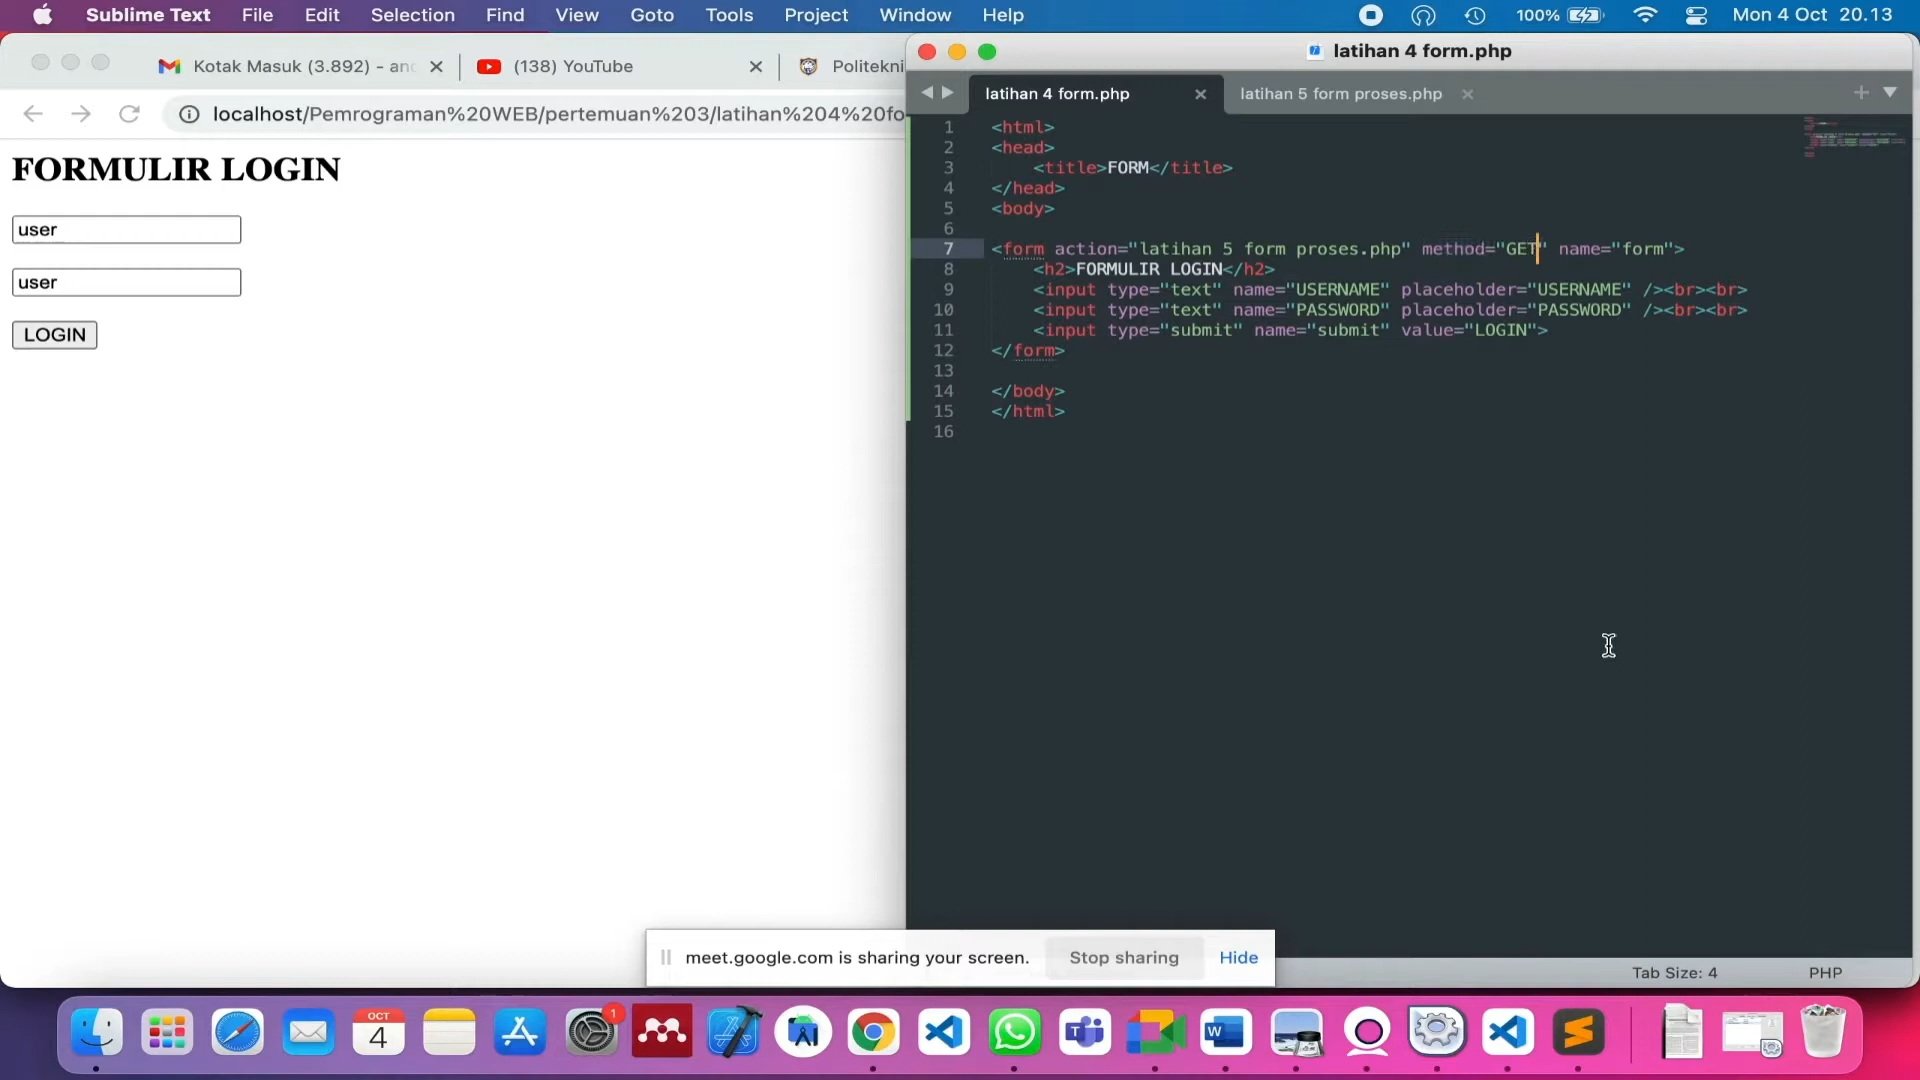 Sublime Text File Edit Selection Find View Goto Tools Project Window Help 100% Mon 4 Oct 20.13
Kotak Masuk (3.892) - and
(138) YouTube
Politekni
localhost/Pemrograman%20WEB/pertemuan%203/latihan%204%20fo
FORMULIR LOGIN
user
user
LOGIN
latihan 4 form.php
latihan 4 form.php
latihan 5 form proses.php
1 <html>
2 <head>
3 <title>FORM</title>
4 </head>
5 <body>
6
7 <form action="latihan 5 form proses.php" method="GET" name="form">
8 <h2>FORMULIR LOGIN</h2>
9 <input type="text" name="USERNAME" placeholder="USERNAME" /><br><br>
10 <input type="text" name="PASSWORD" placeholder="PASSWORD" /><br><br>
11 <input type="submit" name="submit" value="LOGIN">
12 </form>
13
14 </body>
15 </html>
16
meet.google.com is sharing your screen. Stop sharing Hide
Tab Size: 4 PHP
OCT
4
1
W